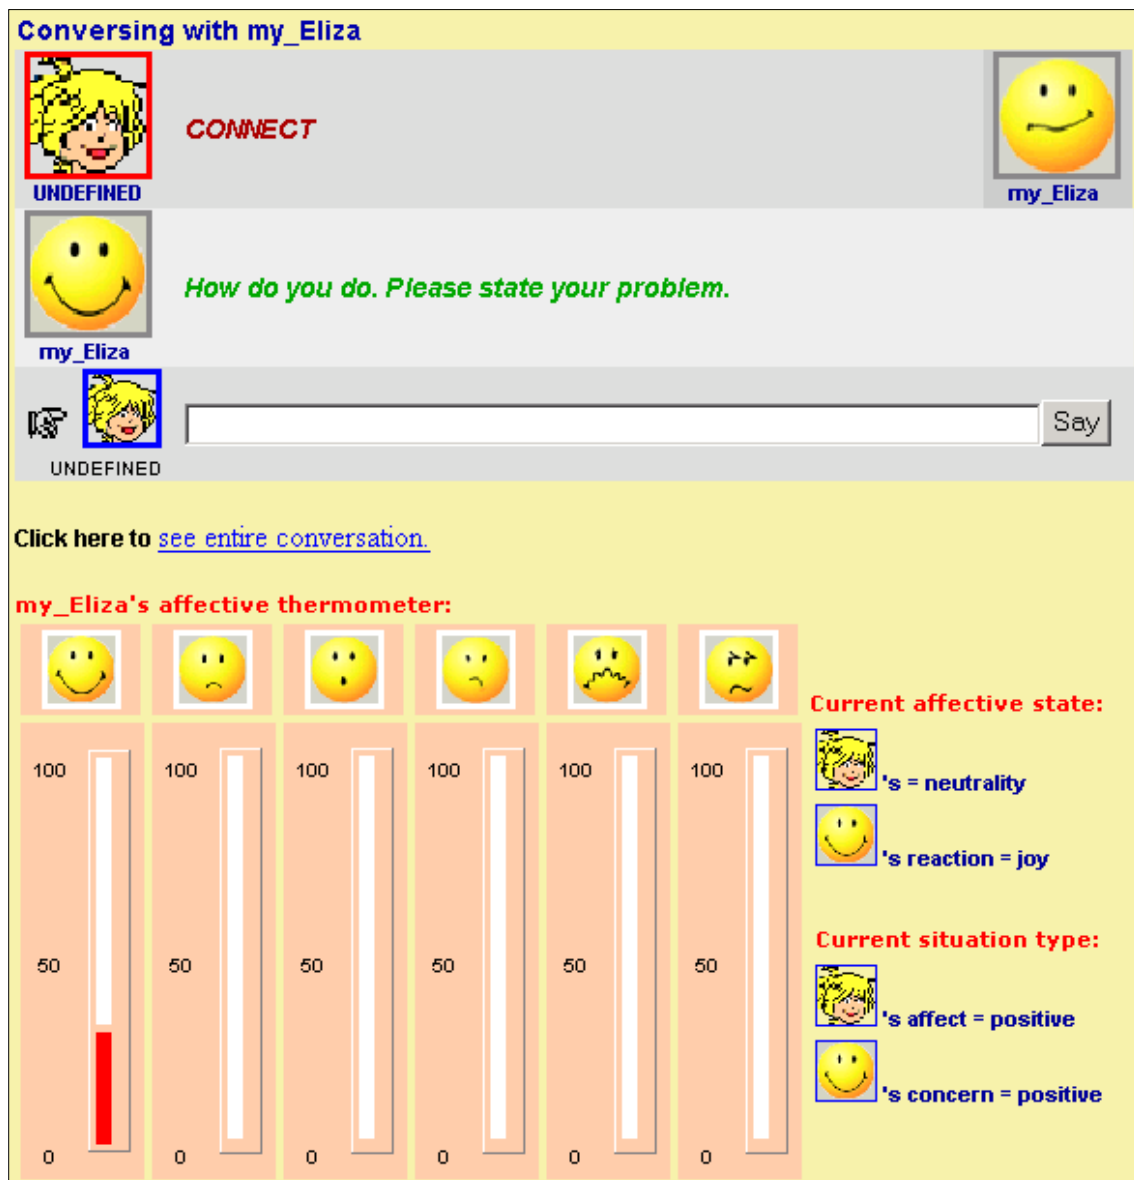 Conversing with my_Eliza
CONNECT
UNDEFINED
my_Eliza
How do you do. Please state your problem.
my_Eliza
Say
UNDEFINED
Click here to see entire conversation.
my_Eliza's affective thermometer:
Current affective state:
100 100 100 100 100 100
's = neutrality
's reaction = joy
Current situation type:
50 50 50 50 50 50
's affect = positive
's concern = positive
0 0 0 0 0 0